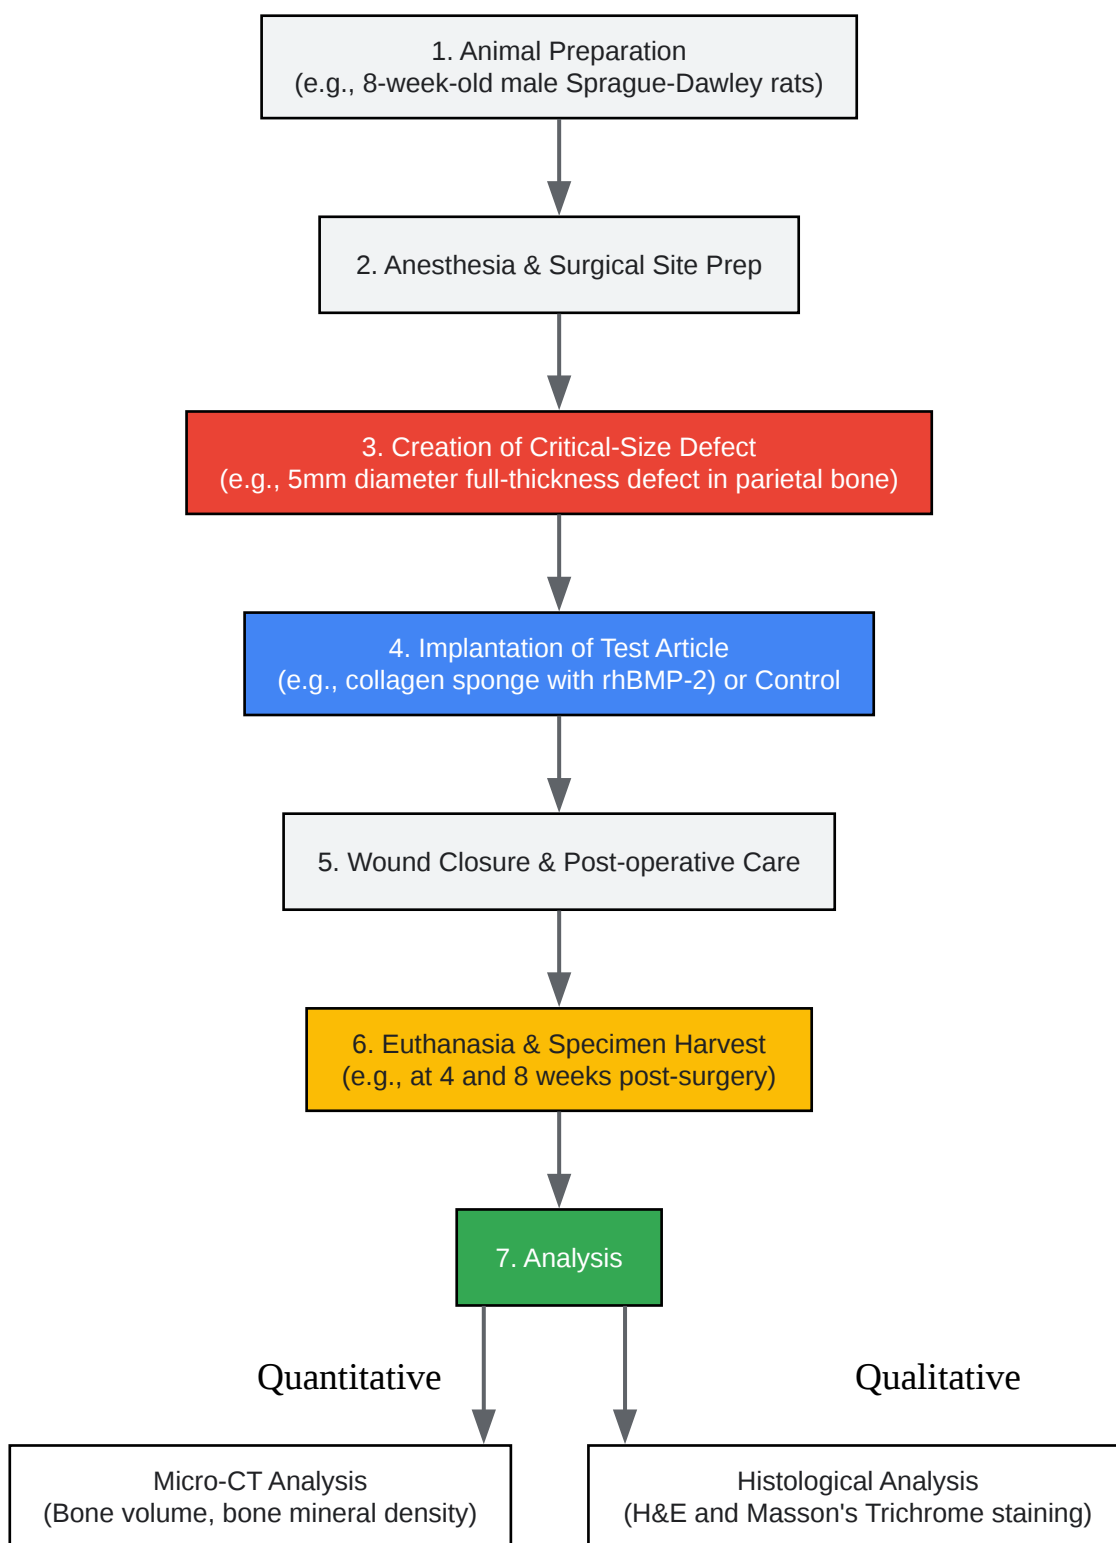 1. Animal Preparation
(e.g., 8-week-old male Sprague-Dawley rats)
2. Anesthesia & Surgical Site Prep
3. Creation of Critical-Size Defect
(e.g., 5mm diameter full-thickness defect in parietal bone)
4. Implantation of Test Article
(e.g., collagen sponge with rhBMP-2) or Control
5. Wound Closure & Post-operative Care
6. Euthanasia & Specimen Harvest
(e.g., at 4 and 8 weeks post-surgery)
7. Analysis
Quantitative
Qualitative
Micro-CT Analysis
(Bone volume, bone mineral density)
Histological Analysis
(H&E and Masson's Trichrome staining)